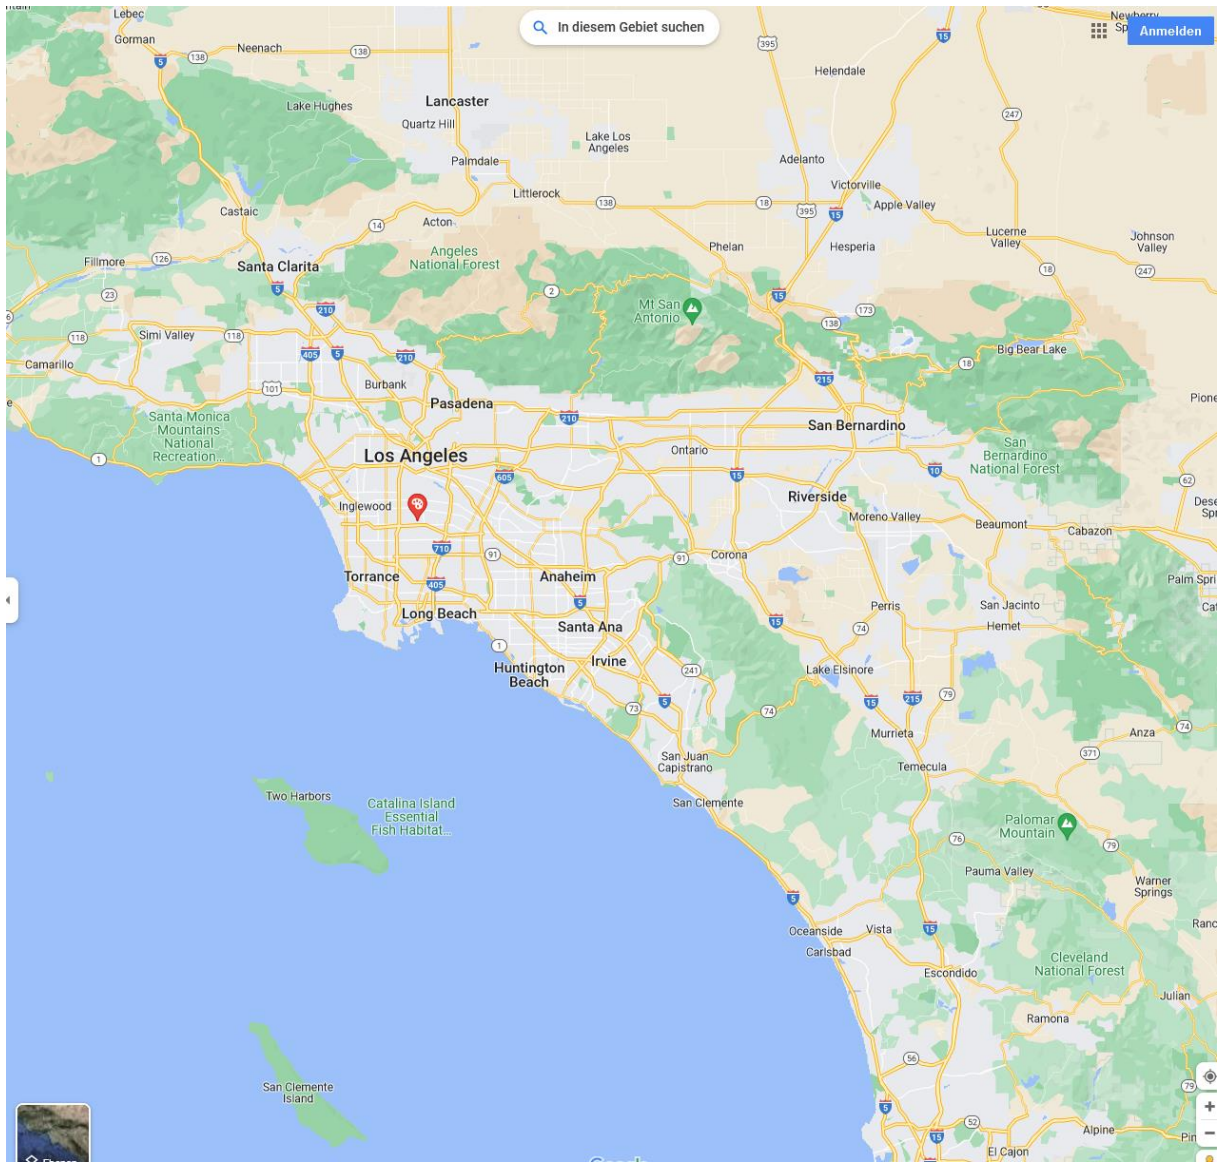 Lebec
Gorman
5
138
Neenach
138
In diesem Gebiet suchen
395
15
Newberry
Anmelden
Helendale
Lake Hughes
Lancaster
Quartz Hill
247
Lake Los
Angeles
Palmdale
Adelanto
Littlerock
138
18
Victorville
395
15
Apple Valley
Castaic
14
Acton
Phelan
Hesperia
Lucerne
Valley
Johnson
Valley
Angeles
National Forest
Fillmore
126
Santa Clarita
18
247
5
23
2
15
210
Mt San
Antonio
173
138
6
118
Simi Valley
118
405
5
210
Big Bear Lake
18
Camarillo
101
Burbank
215
Pasadena
Santa Monica
Mountains
National
Recreation...
210
San Bernardino
1
Los Angeles
Ontario
San
Bernardino
National Forest
605
15
10
62
Inglewood
Riverside
Moreno Valley
Beaumont
Cabazon
710
91
91
Corona
Torrance
405
Anaheim
5
Long Beach
Perris
San Jacinto
Santa Ana
15
74
Hemet
1
Huntington
Beach
Irvine
241
Lake Elsinore
5
73
74
15
215
79
74
Murrieta
Anza
371
San Juan
Capistrano
Temecula
San Clemente
Two Harbors
Catalina Island
Essential
Fish Habitat...
Palomar
Mountain
76
79
Pauma Valley
Warner
Springs
5
Oceanside
Vista
15
Carlsbad
Cleveland
National Forest
Escondido
Julian
Ramona
56
San Clemente
Island
79
5
15
52
Alpine
El Cajon